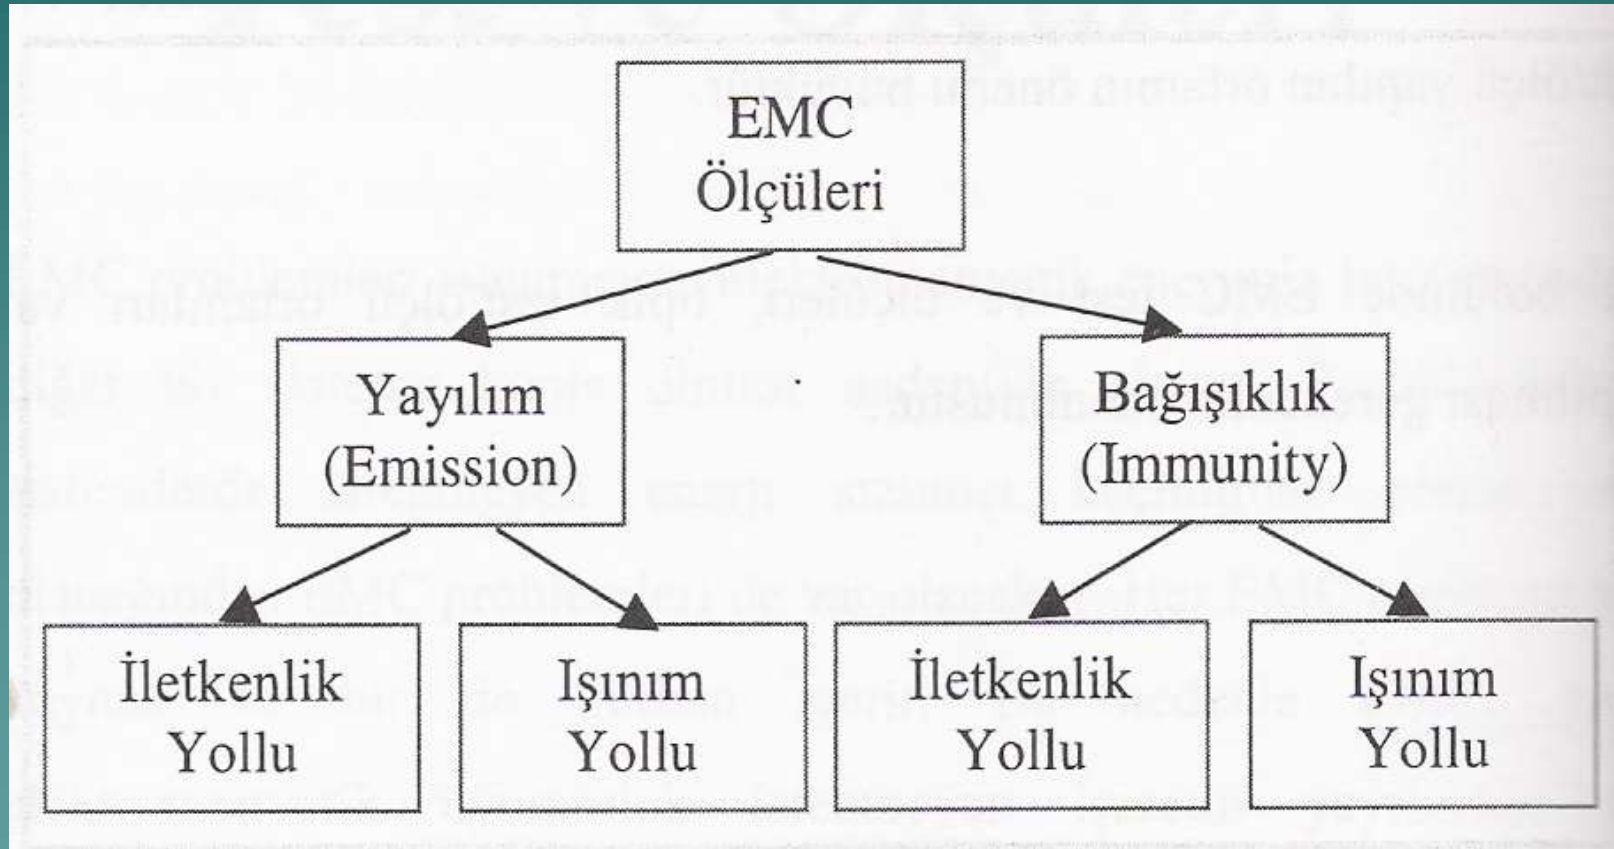 EMC
Ölçüleri
Yayılım
(Emission)
Bağışıklık
(Immunity)
İletkenlik
Yollu
Işınım
Yollu
İletkenlik
Yollu
Işınım
Yollu